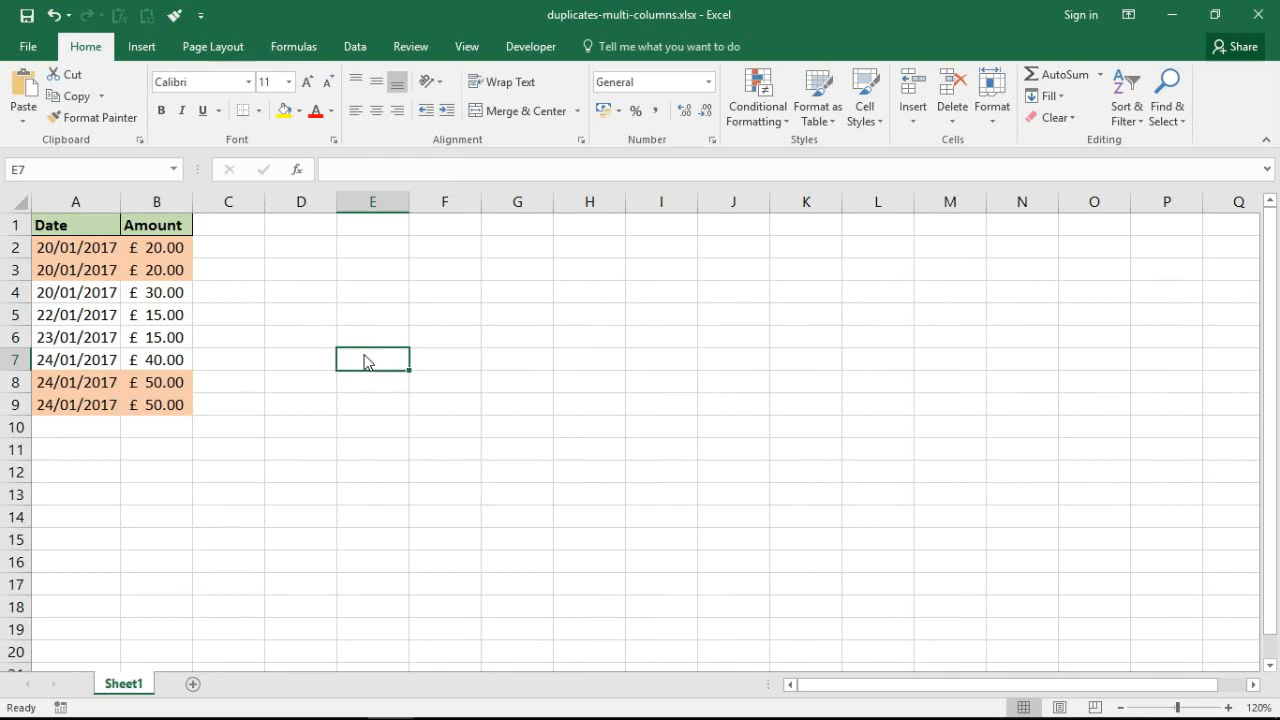 duplicates-multi-columns.xlsx - Excel
Sign in
File Home Insert Page Layout Formulas Data Review View Developer Tell me what you want to do Share
Paste
Cut
Copy
Format Painter
Clipboard
Calibri 11
B I U
Font
Wrap Text
Merge & Center
Alignment
General
%
Number
Conditional Formatting
Format as Table
Cell Styles
Styles
Insert
Delete
Format
Cells
AutoSum
Fill
Clear
Sort & Filter
Find & Select
Editing
E7 fx
A B C D E F G H I J K L M N O P Q
1 Date Amount
2 20/01/2017 £ 20.00
3 20/01/2017 £ 20.00
4 20/01/2017 £ 30.00
5 22/01/2017 £ 15.00
6 23/01/2017 £ 15.00
7 24/01/2017 £ 40.00
8 24/01/2017 £ 50.00
9 24/01/2017 £ 50.00
10
11
12
13
14
15
16
17
18
19
20
Sheet1
Ready
120%